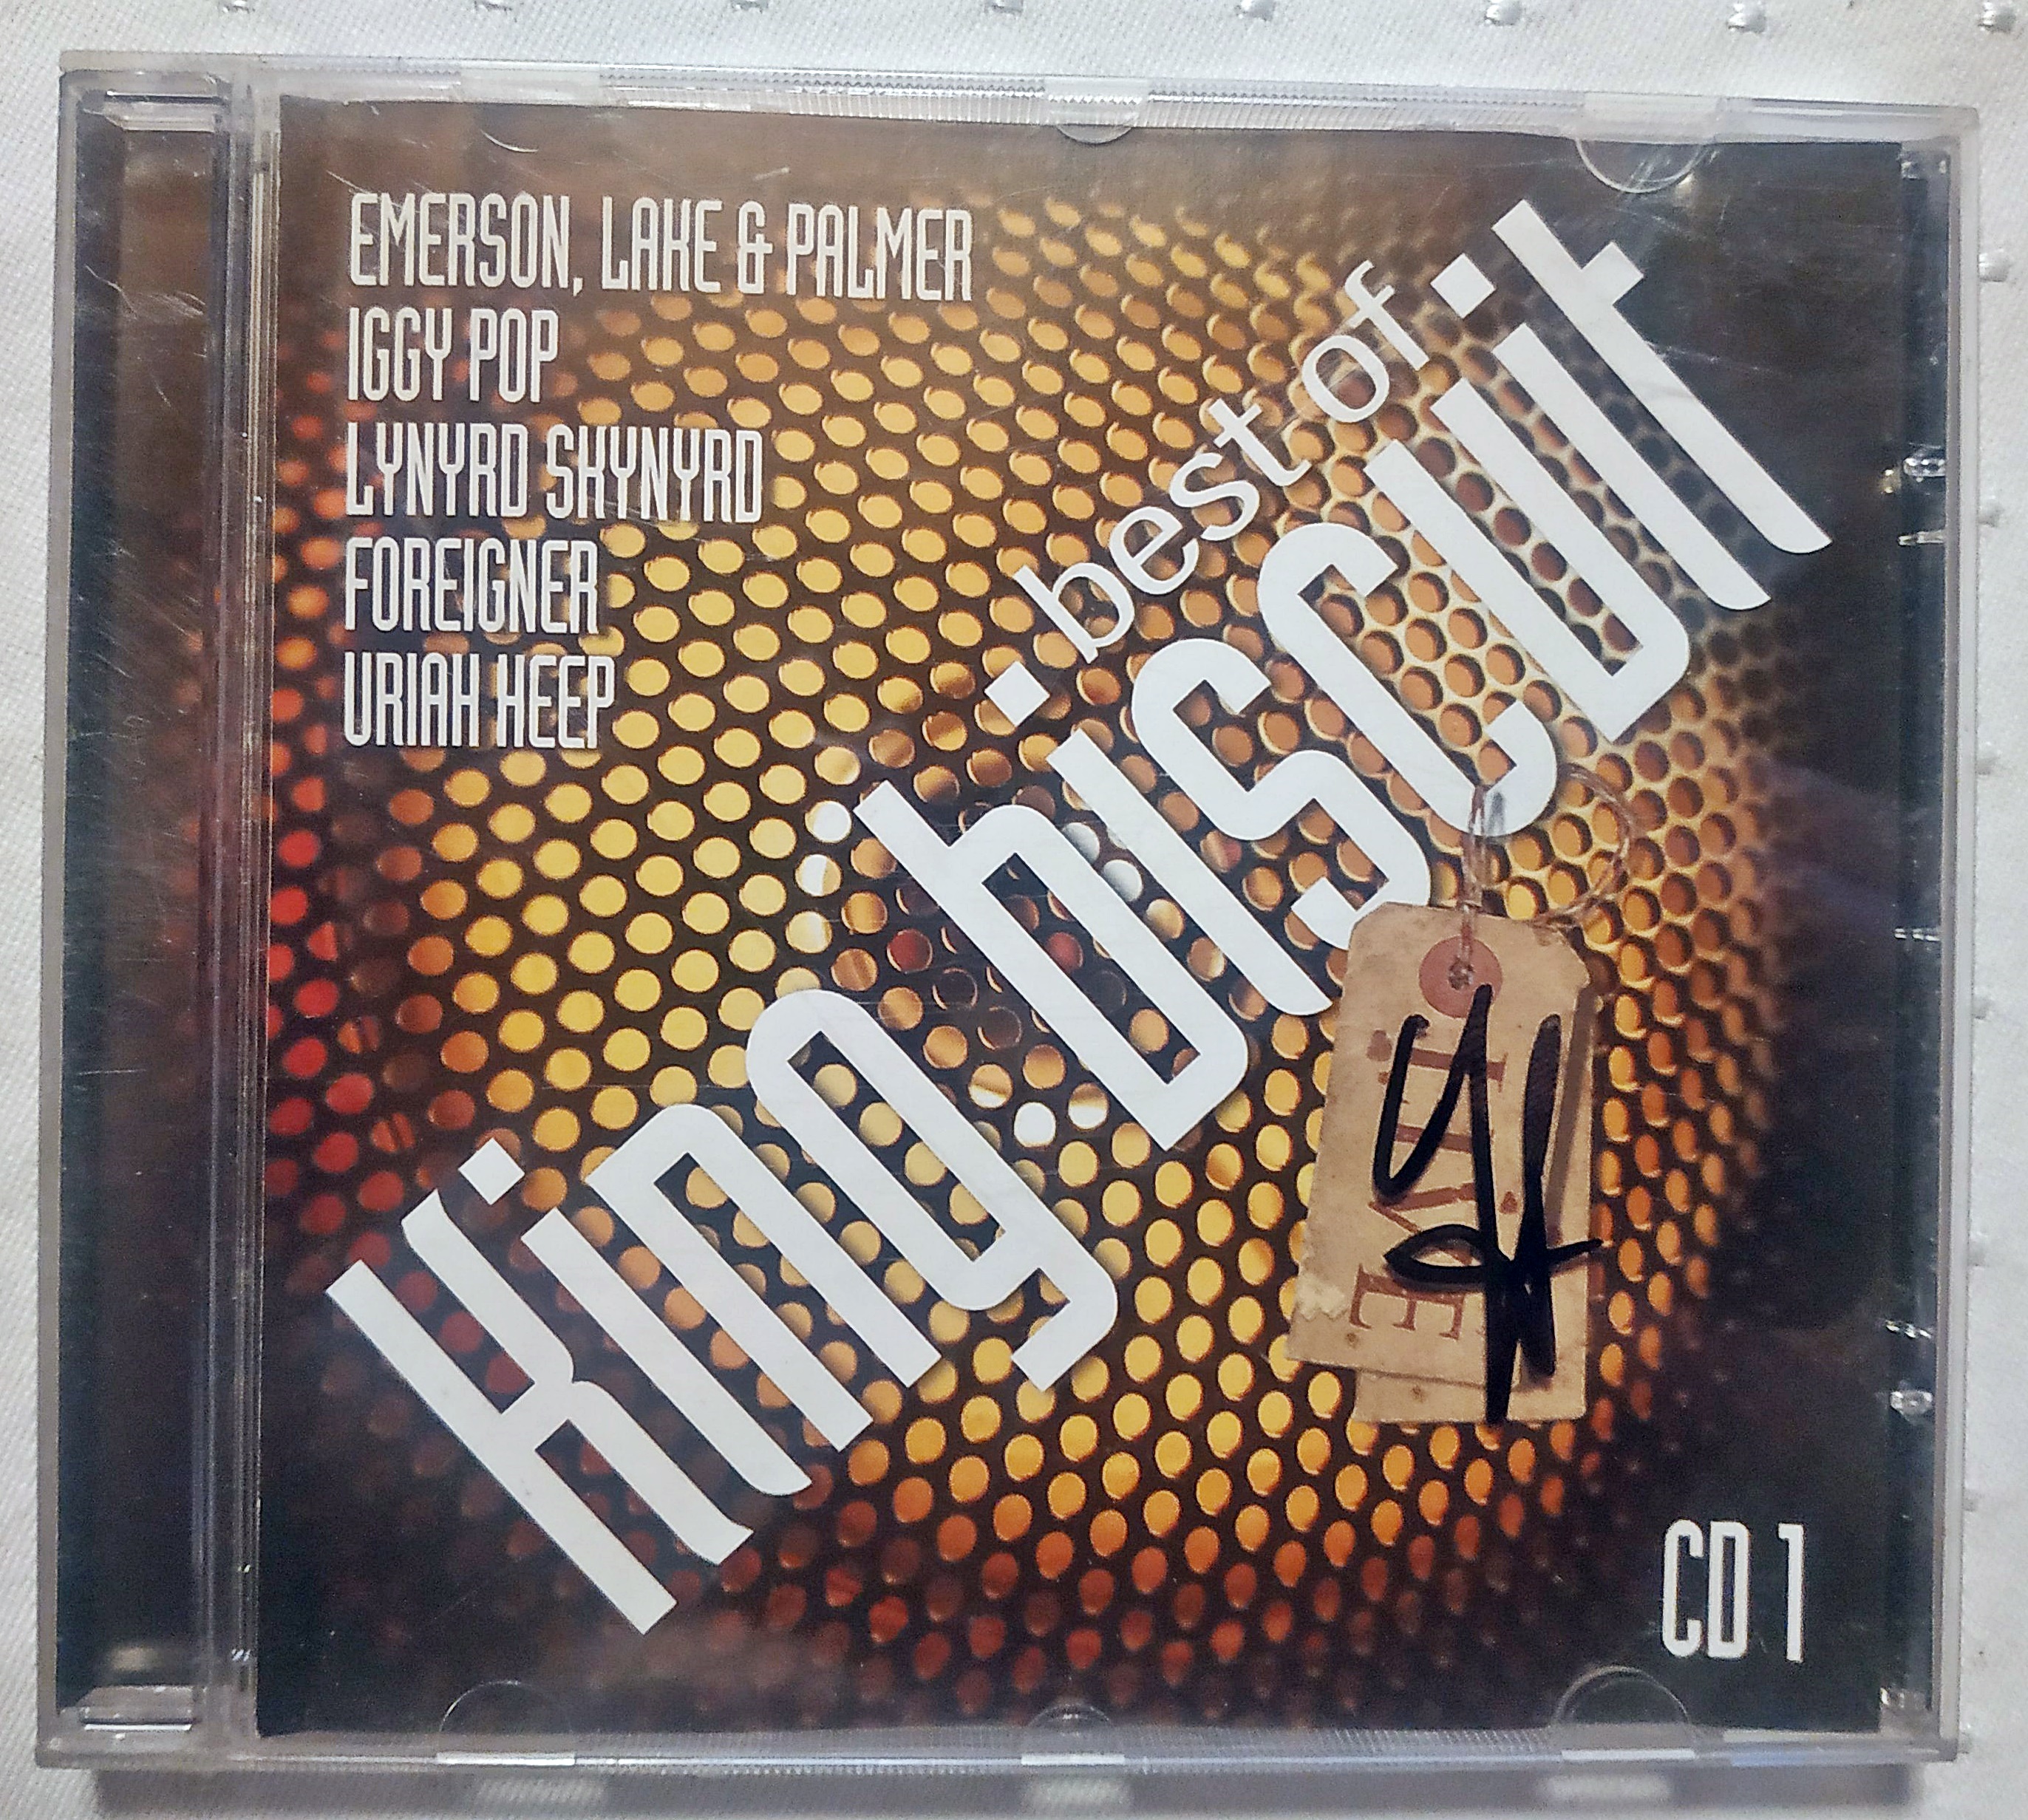 EMERSON, LAKE & PALMER
IGGY POP
LYNYRD SKYNYRD
FOREIGNER
URIAH HEEP
best of
king biscuit
LIVE
CD 1